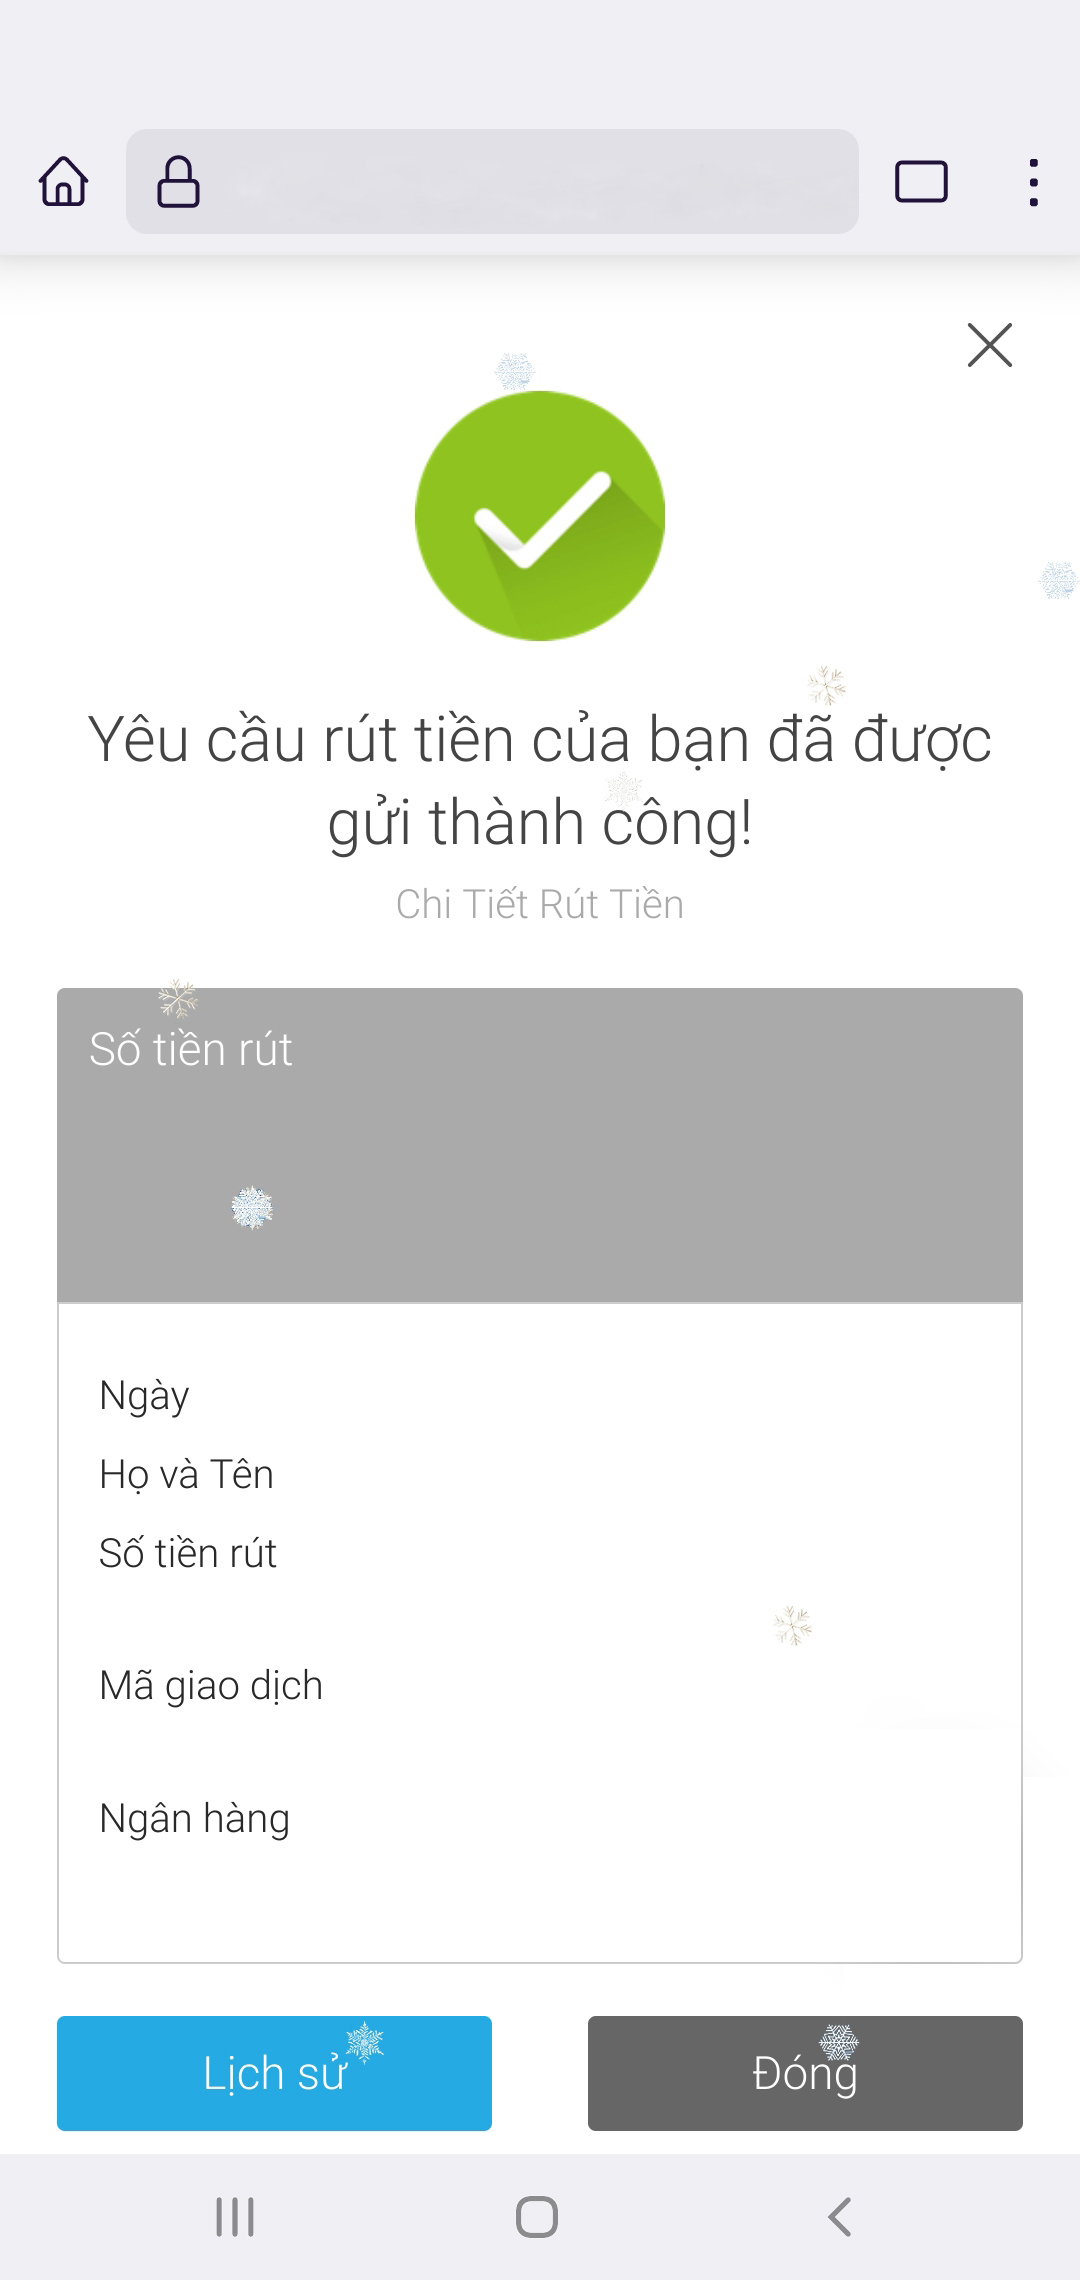 Yêu cầu rút tiền của bạn đã được
gửi thành công!
Chi Tiết Rút Tiền
Số tiền rút
Ngày
Họ và Tên
Số tiền rút
Mã giao dịch
Ngân hàng
Lịch sử
Đóng